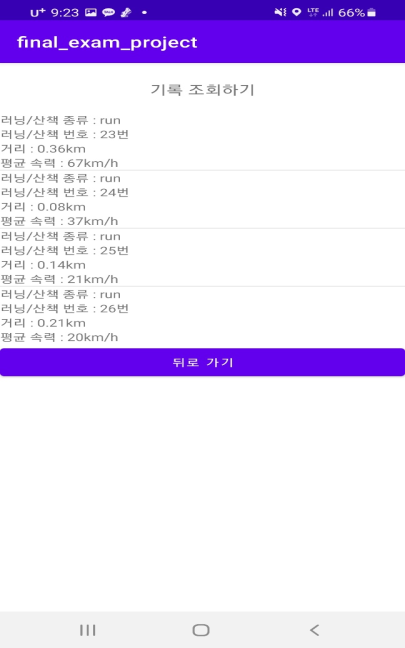 U⁺ 9:23 LTE 66%
final_exam_project
기록 조회하기
러닝/산책 종류 : run
러닝/산책 번호 : 23번
거리 : 0.36km
평균 속력 : 67km/h
러닝/산책 종류 : run
러닝/산책 번호 : 24번
거리 : 0.08km
평균 속력 : 37km/h
러닝/산책 종류 : run
러닝/산책 번호 : 25번
거리 : 0.14km
평균 속력 : 21km/h
러닝/산책 종류 : run
러닝/산책 번호 : 26번
거리 : 0.21km
평균 속력 : 20km/h
뒤로 가기